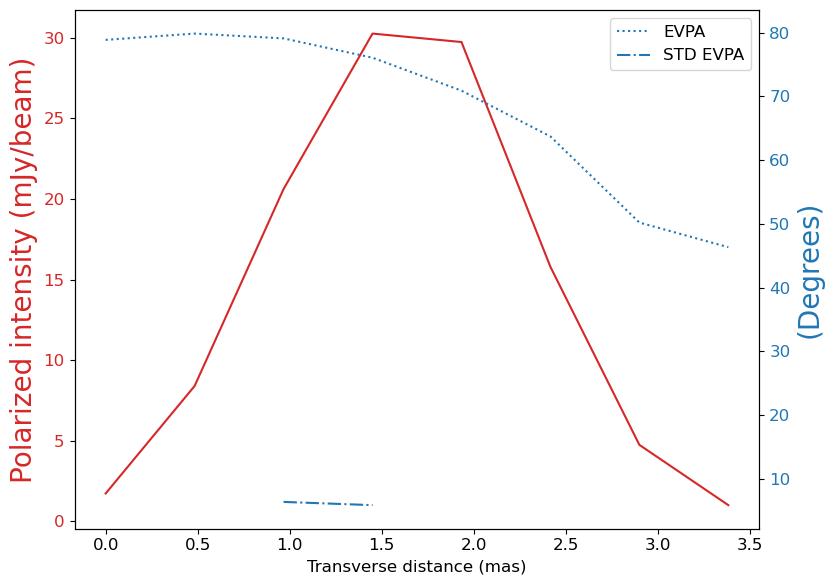 EVPA
STD EVPA
Polarized intensity (mJy/beam)
30
25
20
15
10
5
0
80
70
60
50
40
30
20
10
(Degrees)
0.0 0.5 1.0 1.5 2.0 2.5 3.0 3.5
Transverse distance (mas)